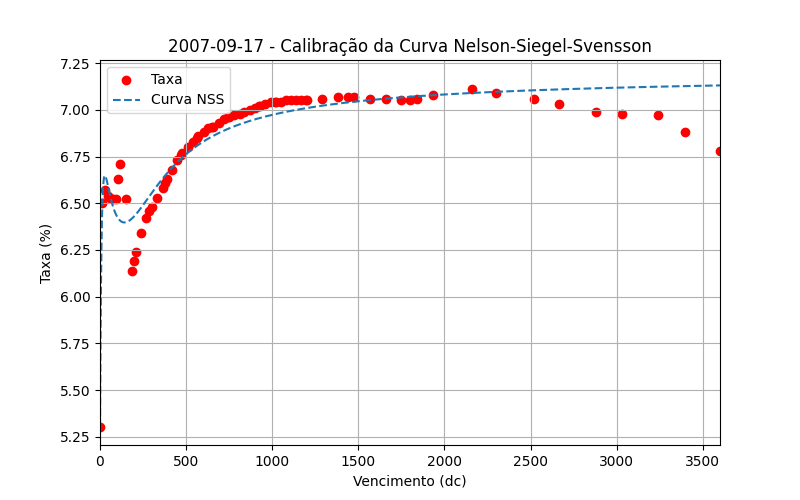 2007-09-17 - Calibração da Curva Nelson-Siegel-Svensson
Taxa
Curva NSS
Taxa (%)
7.25
7.00
6.75
6.50
6.25
6.00
5.75
5.50
5.25
0 500 1000 1500 2000 2500 3000 3500
Vencimento (dc)